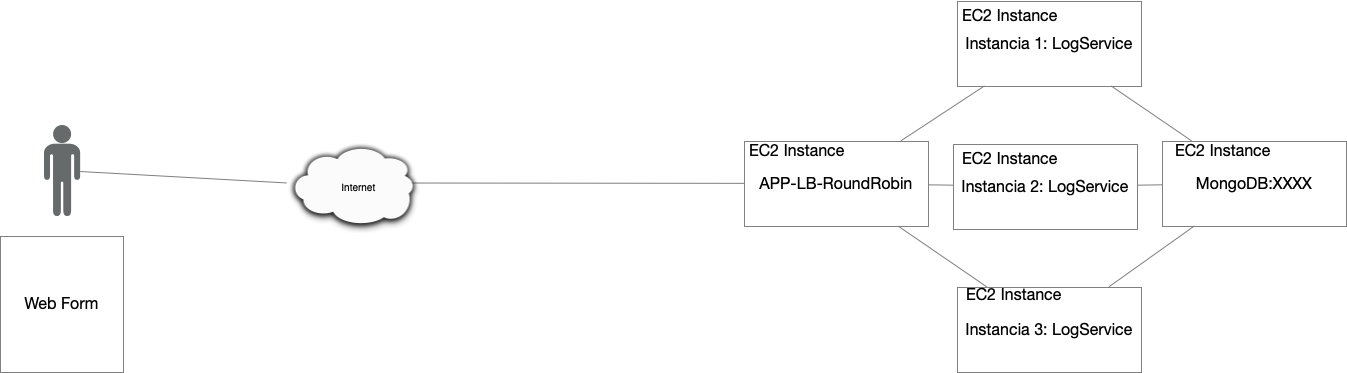 EC2 Instance
Instancia 1: LogService
EC2 Instance
APP-LB-RoundRobin
EC2 Instance
Instancia 2: LogService
EC2 Instance
MongoDB:XXXX
Internet
Web Form
EC2 Instance
Instancia 3: LogService